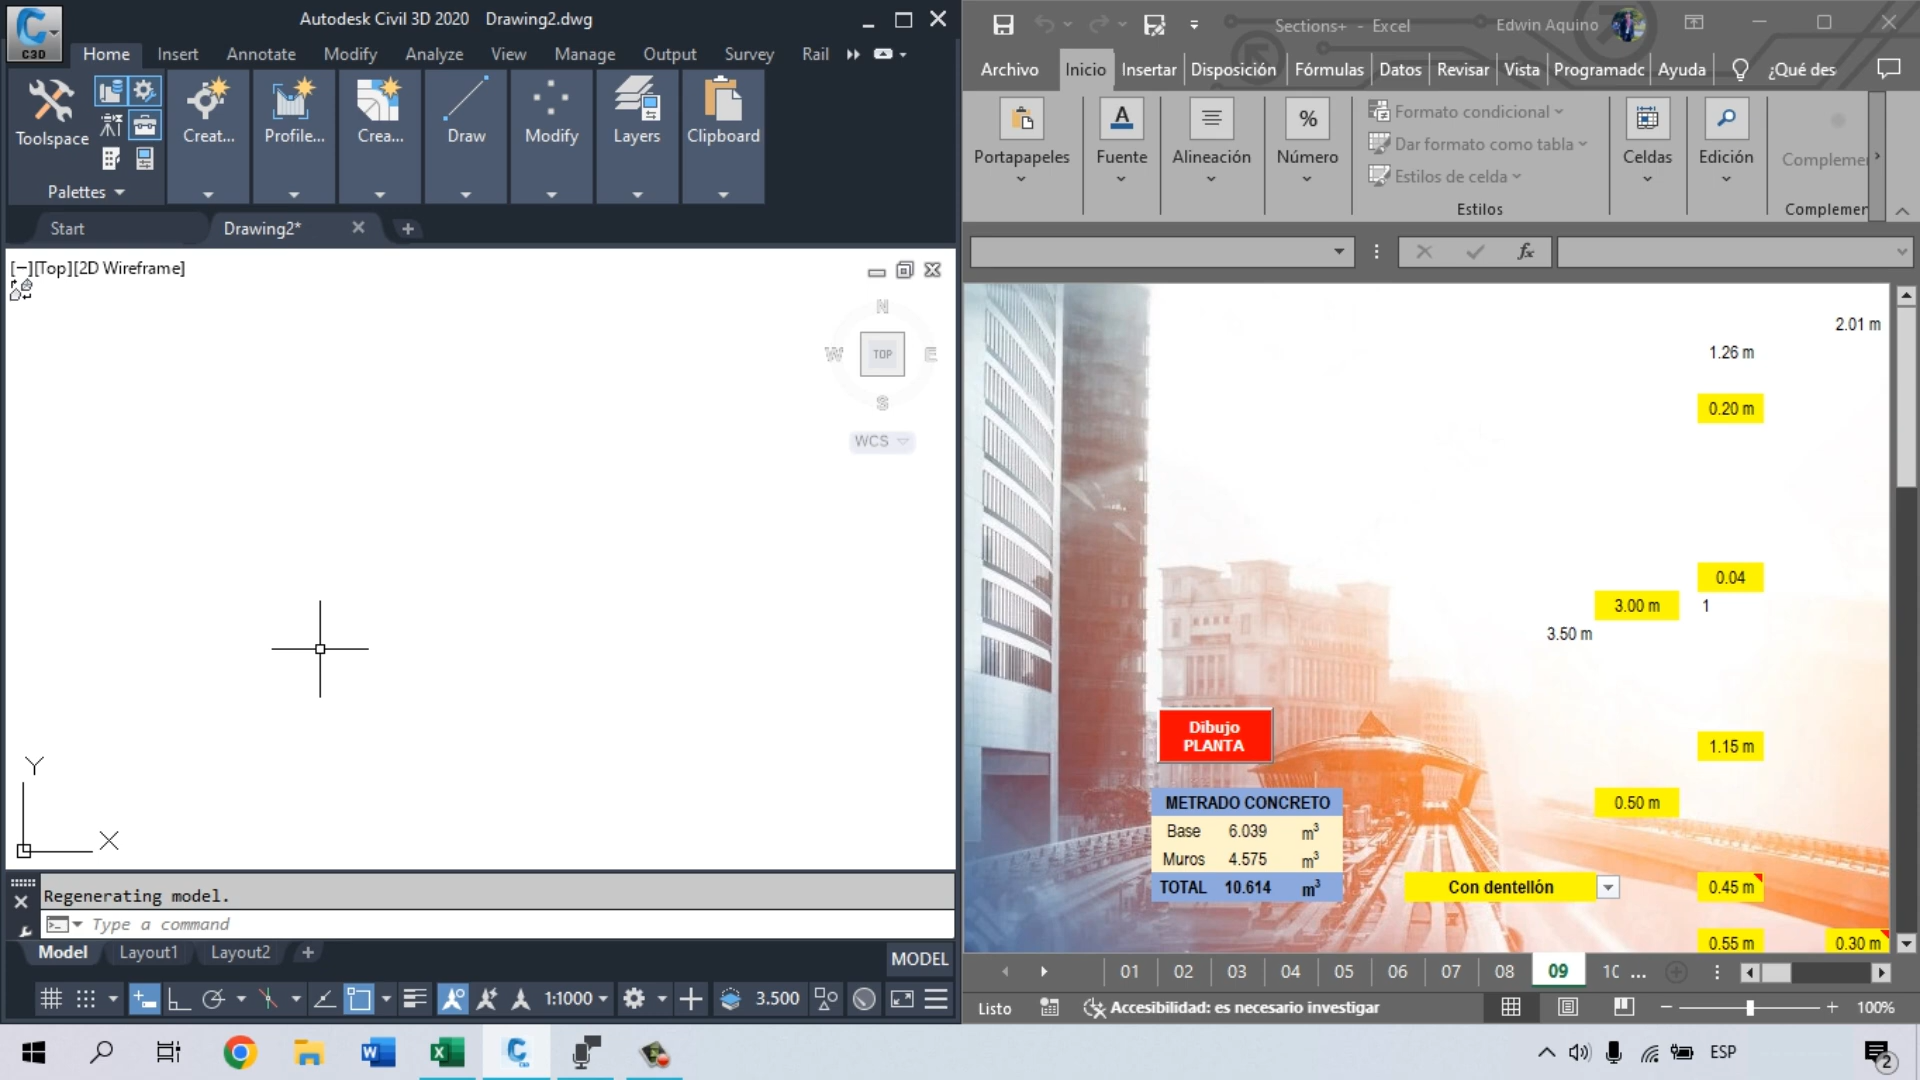 Autodesk Civil 3D 2020 Drawing2.dwg
C3D
Home Insert Annotate Modify Analyze View Manage Output Survey Rail
Toolspace
Creat...
Profile...
Crea...
Draw
Modify
Layers
Clipboard
Palettes
Start
Drawing2*
[−][Top][2D Wireframe]
N
W
TOP
E
S
WCS
Y
X
Regenerating model.
Type a command
Model Layout1 Layout2
MODEL
1:1000
3.500
Sections+ - Excel
Edwin Aquino
Archivo Inicio Insertar Disposición Fórmulas Datos Revisar Vista Programadc Ayuda ¿Qué des
Portapapeles
Fuente
Alineación
%
Número
Formato condicional
Dar formato como tabla
Estilos de celda
Estilos
Celdas
Edición
Compleme
Complemer
fx
2.01 m
1.26 m
0.20 m
0.04
3.00 m
1
3.50 m
Dibujo
PLANTA
1.15 m
METRADO CONCRETO
0.50 m
Base 6.039 m³
Muros 4.575 m³
TOTAL 10.614 m³
Con dentellón
0.45 m
0.55 m
0.30 m
01 02 03 04 05 06 07 08 09 1C ...
Listo
Accesibilidad: es necesario investigar
100%
ESP
2